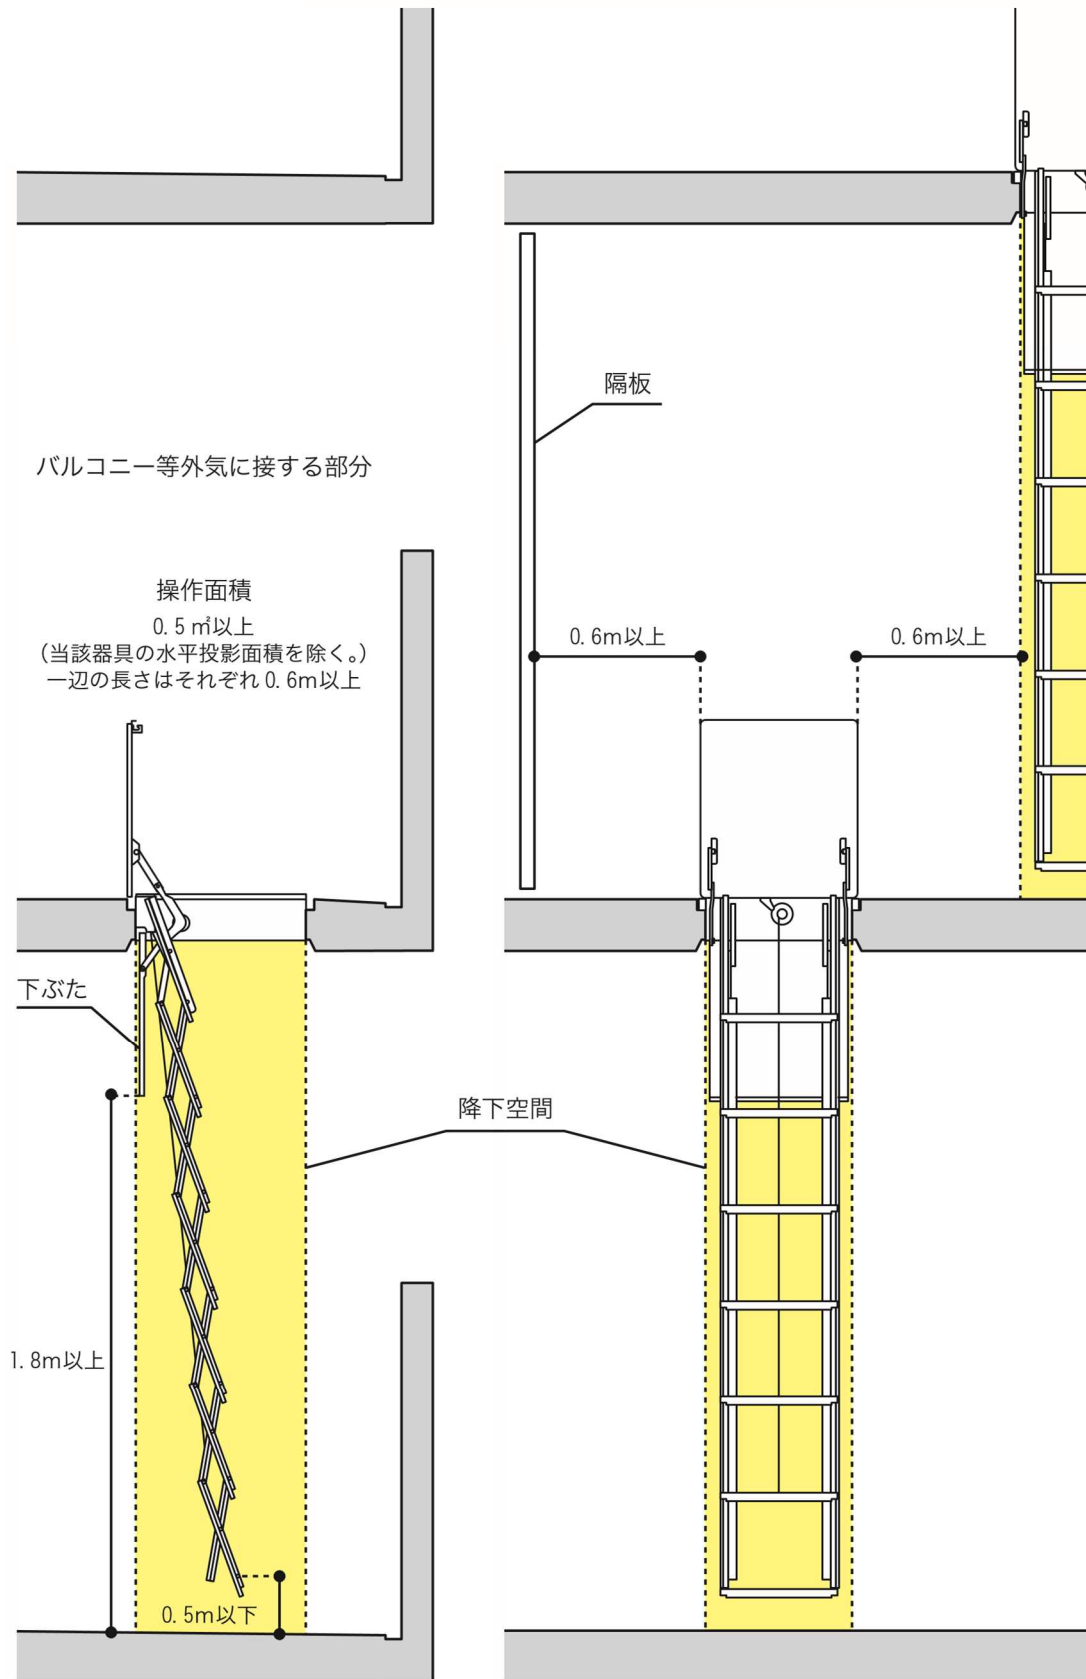 隔板
バルコニー等外気に接する部分
操作面積
0.5㎡以上
(当該器具の水平投影面積を除く。)
一辺の長さはそれぞれ0.6m以上
0.6m以上
0.6m以上
下ぶた
降下空間
1.8m以上
0.5m以下